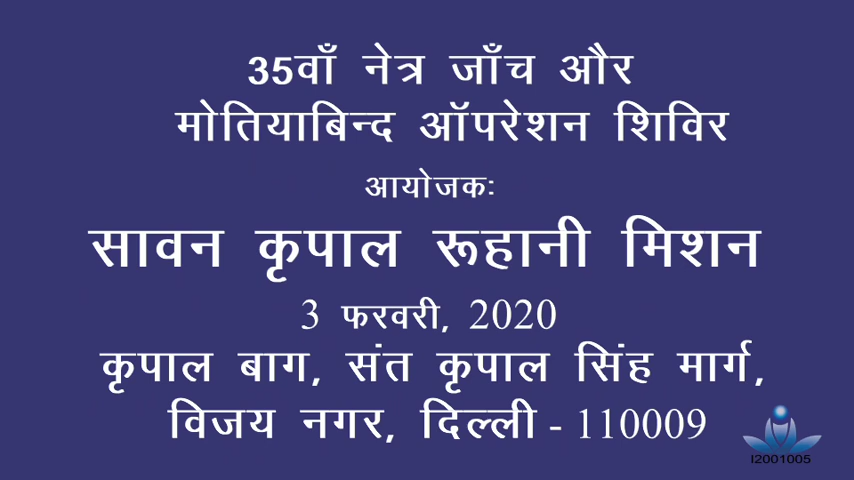 35वाँ नेत्र जाँच और
मोतियाबिन्द ऑपरेशन शिविर
आयोजकः
सावन कृपाल रूहानी मिशन
3 फरवरी, 2020
कृपाल बाग, संत कृपाल सिंह मार्ग,
विजय नगर, दिल्ली - 110009
I2001005